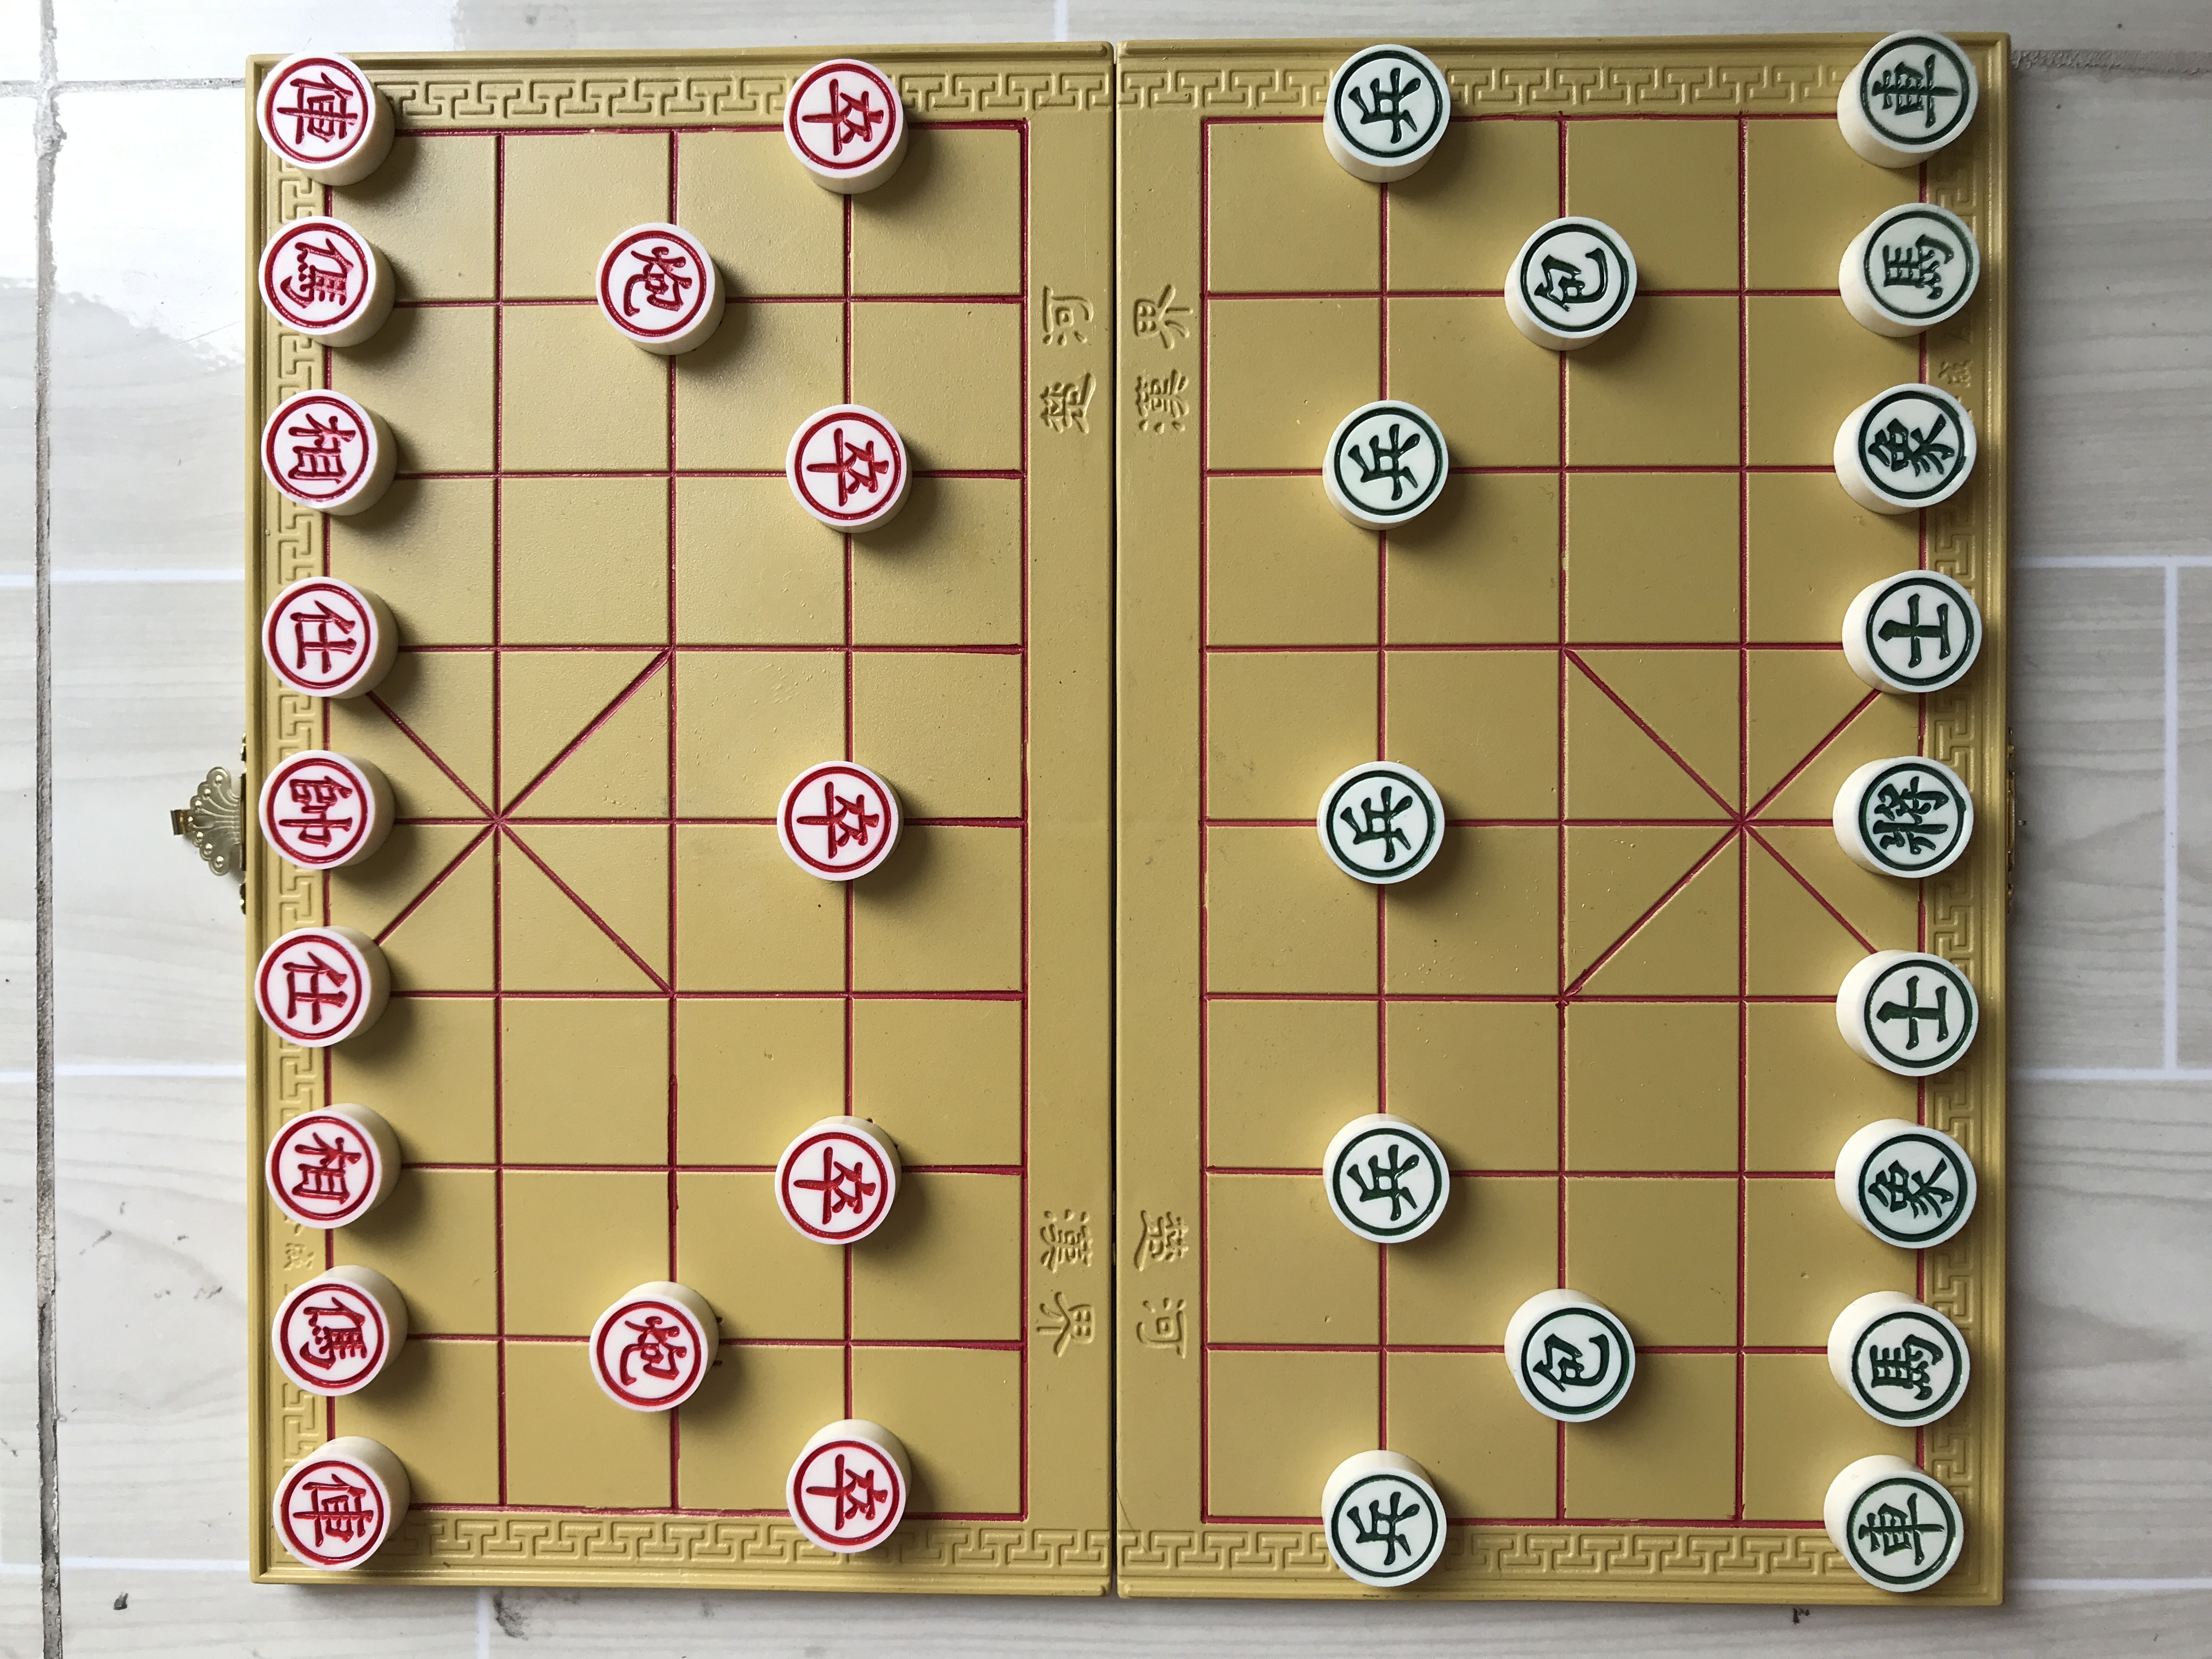 俥 傌 相 仕 帥 仕 相 傌 俥
炮 炮
卒 卒 卒 卒 卒
界 漢 楚 河
河 楚 漢 界
兵 兵 兵 兵 兵
包 包
車 馬 象 士 將 士 象 馬 車